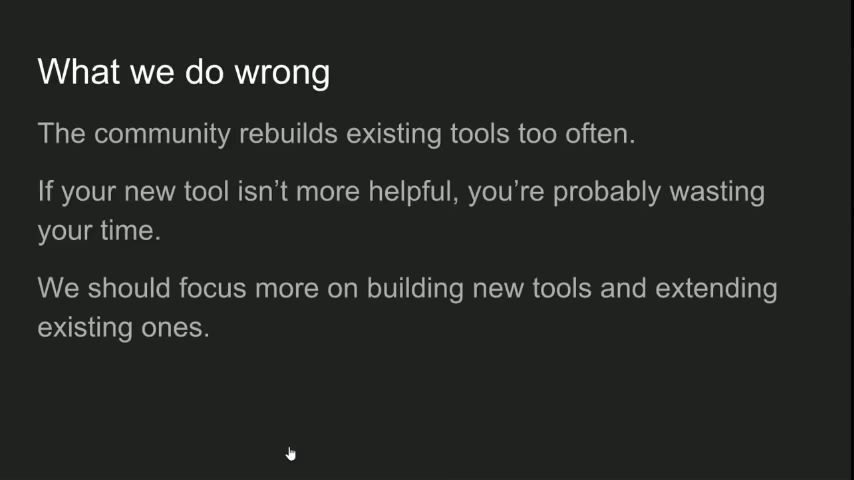 What we do wrong
The community rebuilds existing tools too often.
If your new tool isn’t more helpful, you’re probably wasting
your time.
We should focus more on building new tools and extending
existing ones.